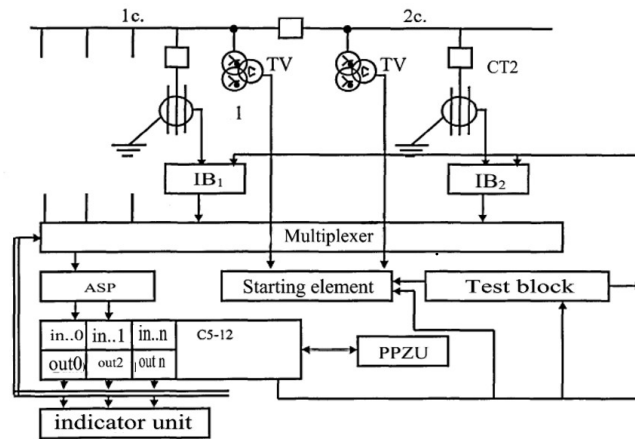 1c.
2c.
TV
TV
CT2
1
IB₁
IB₂
Multiplexer
ASP
Starting element
Test block
in..0 in..1 in..n C5-12
out0 out2 out n
PPZU
indicator unit